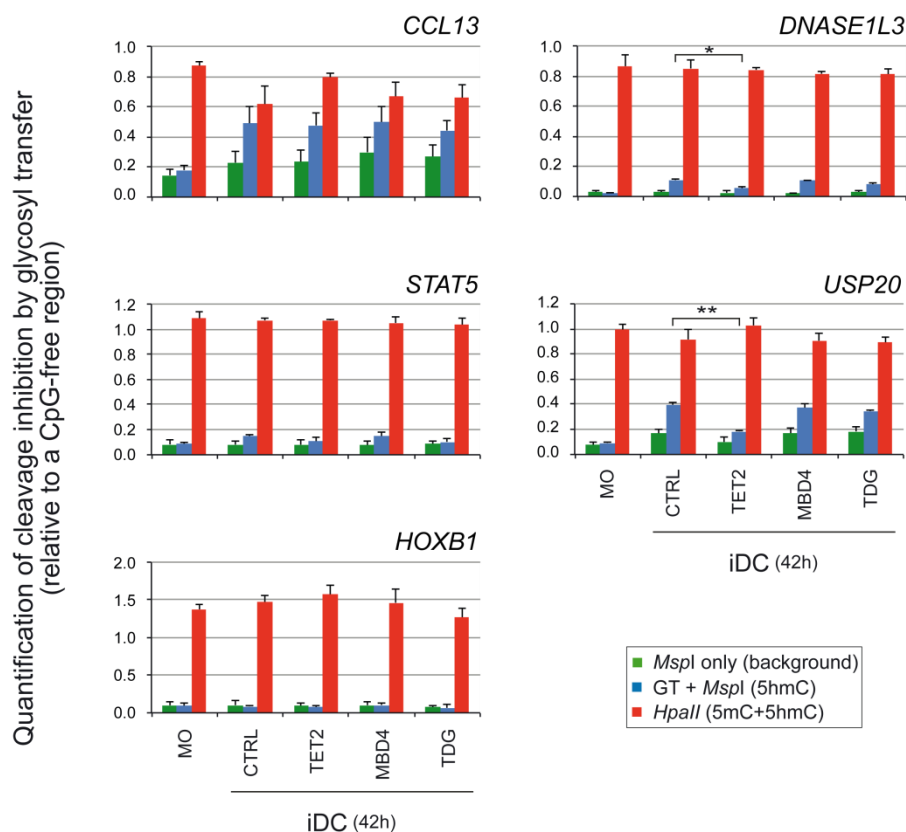 Quantification of cleavage inhibition by glycosyl transfer
(relative to a CpG-free region)
CCL13
1.0
0.8
0.6
0.4
0.2
0.0
DNASE1L3
*
1.0
0.8
0.6
0.4
0.2
0.0
STAT5
1.2
1.0
0.8
0.6
0.4
0.2
0.0
USP20
**
1.2
1.0
0.8
0.6
0.4
0.2
0.0
MO
CTRL
TET2
MBD4
TDG
iDC (42h)
HOXB1
2.0
1.5
1.0
0.5
0.0
MO
CTRL
TET2
MBD4
TDG
iDC (42h)
MspI only (background)
GT + MspI (5hmC)
HpaII (5mC+5hmC)